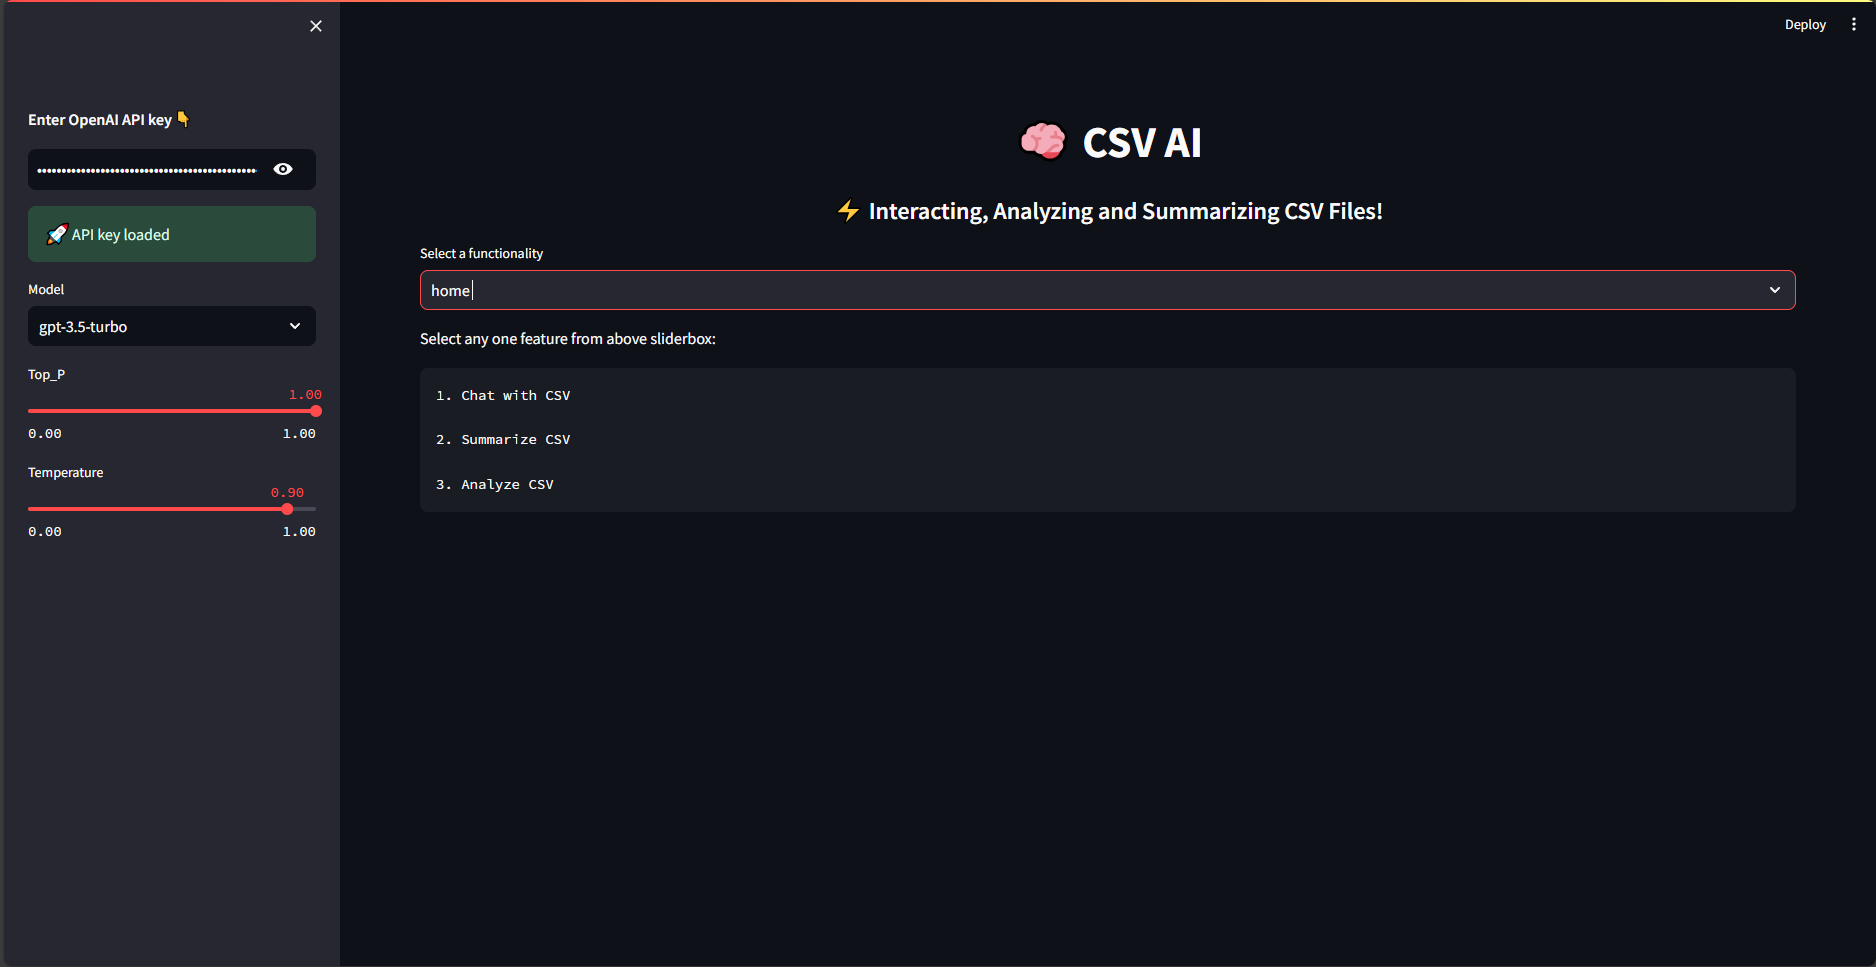 Deploy
Enter OpenAI API key
API key loaded
Model
gpt-3.5-turbo
Top_P
1.00
0.00 1.00
Temperature
0.90
0.00 1.00
CSV AI
Interacting, Analyzing and Summarizing CSV Files!
Select a functionality
home
Select any one feature from above sliderbox:
1. Chat with CSV
2. Summarize CSV
3. Analyze CSV